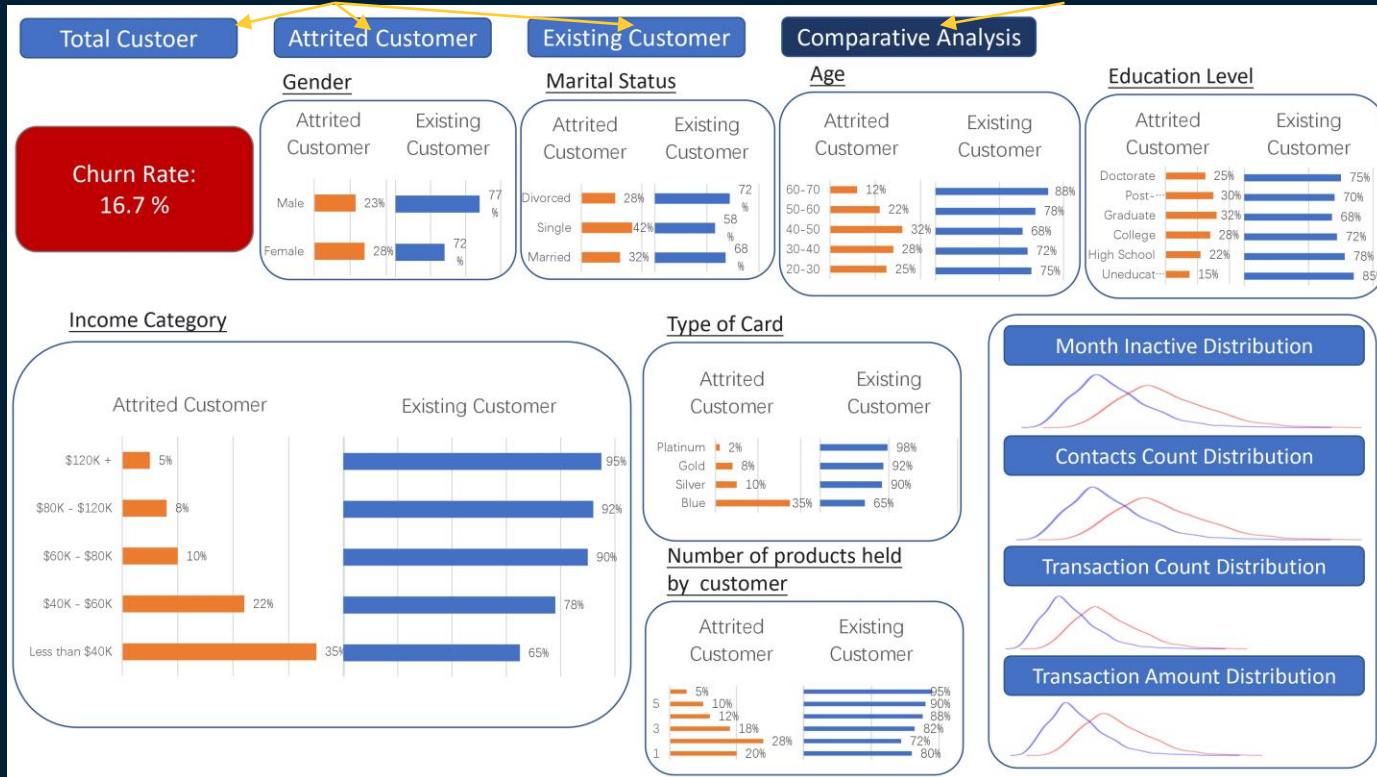 Total Custoer
Attrited Customer
Existing Customer
Comparative Analysis
Churn Rate:
16.7 %
Gender
Attrited
Customer
Existing
Customer
Male
23%
77
%
Female
28%
72
%
Marital Status
Attrited
Customer
Existing
Customer
Divorced
28%
72
%
Single
42%
58
%
Married
32%
68
%
Age
Attrited
Customer
Existing
Customer
60-70
12%
88%
50-60
22%
78%
40-50
32%
68%
30-40
28%
72%
20-30
25%
75%
Education Level
Attrited
Customer
Existing
Customer
Doctorate
25%
75%
Post-···
30%
70%
Graduate
32%
68%
College
28%
72%
High School
22%
78%
Uneducat···
15%
85%
Income Category
Attrited Customer
Existing Customer
$120K +
5%
95%
$80K - $120K
8%
92%
$60K - $80K
10%
90%
$40K - $60K
22%
78%
Less than $40K
35%
65%
Type of Card
Attrited
Customer
Existing
Customer
Platinum
2%
98%
Gold
8%
92%
Silver
10%
90%
Blue
35%
65%
Number of products held
by customer
Attrited
Customer
Existing
Customer
5%
95%
5
10%
90%
12%
88%
3
18%
82%
28%
72%
1
20%
80%
Month Inactive Distribution
Contacts Count Distribution
Transaction Count Distribution
Transaction Amount Distribution